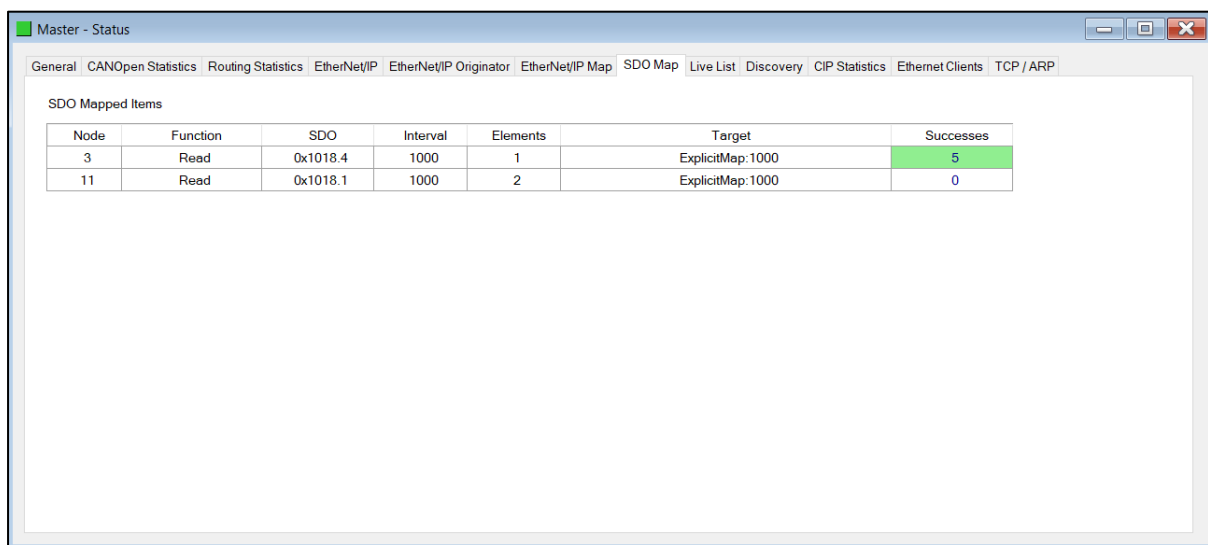 Master - Status
General CANOpen Statistics Routing Statistics EtherNet/IP EtherNet/IP Originator EtherNet/IP Map SDO Map Live List Discovery CIP Statistics Ethernet Clients TCP / ARP
SDO Mapped Items
Node Function SDO Interval Elements Target Successes
3 Read 0x1018.4 1000 1 ExplicitMap:1000 5
11 Read 0x1018.1 1000 2 ExplicitMap:1000 0